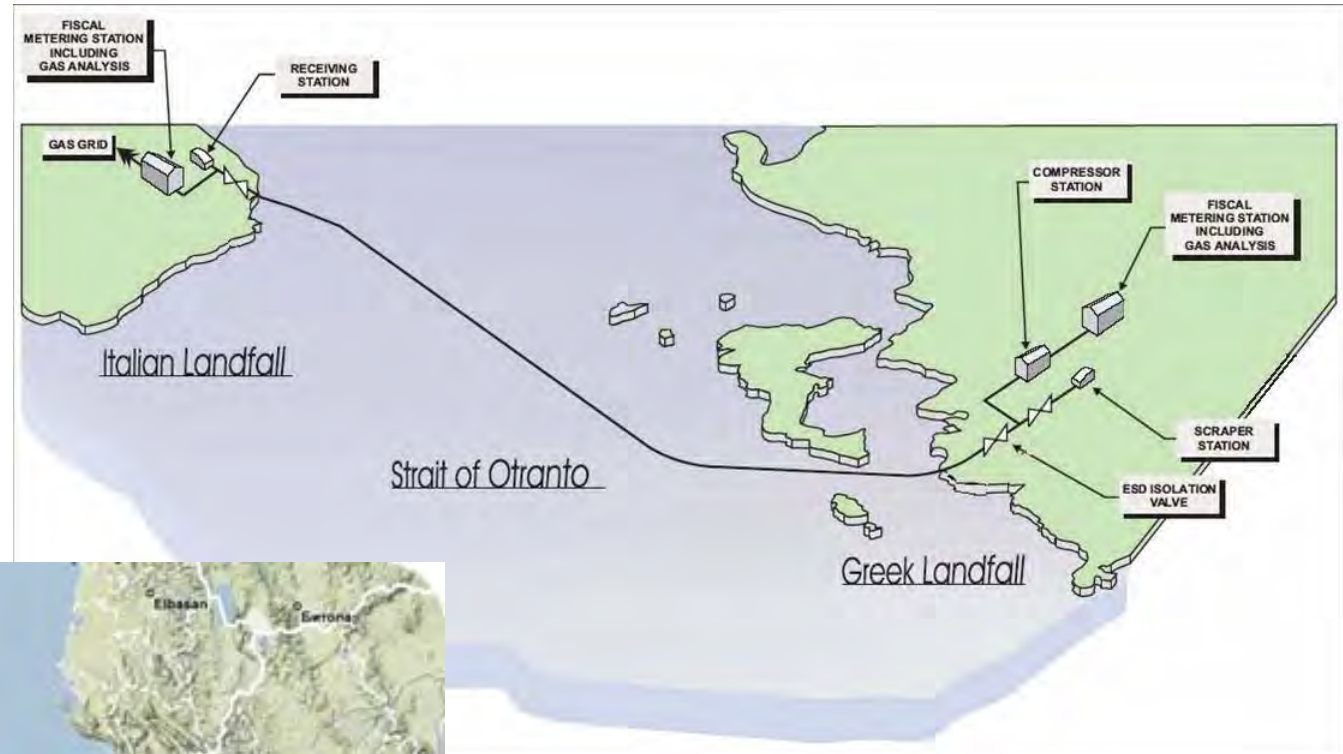 FISCAL
METERING STATION
INCLUDING
GAS ANALYSIS
RECEIVING
STATION
GAS GRID
COMPRESSOR
STATION
FISCAL
METERING STATION
INCLUDING
GAS ANALYSIS
Italian Landfall
SCRAPER
STATION
Strait of Otranto
ESD ISOLATION
VALVE
Greek Landfall
Elbasan
Битола